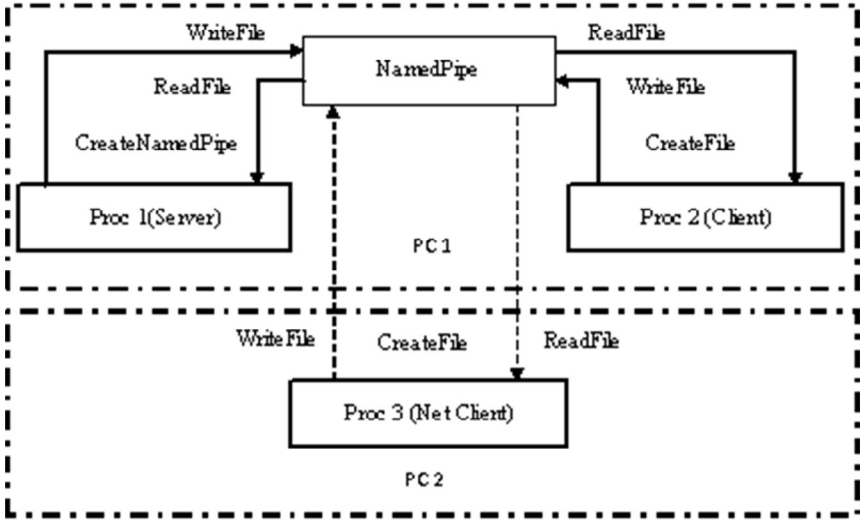 WriteFile
ReadFile
NamedPipe
ReadFile
WriteFile
CreateNamedPipe
CreateFile
Proc 1(Server)
Proc 2 (Client)
PC 1
WriteFile
CreateFile
ReadFile
Proc 3 (Net Client)
PC 2